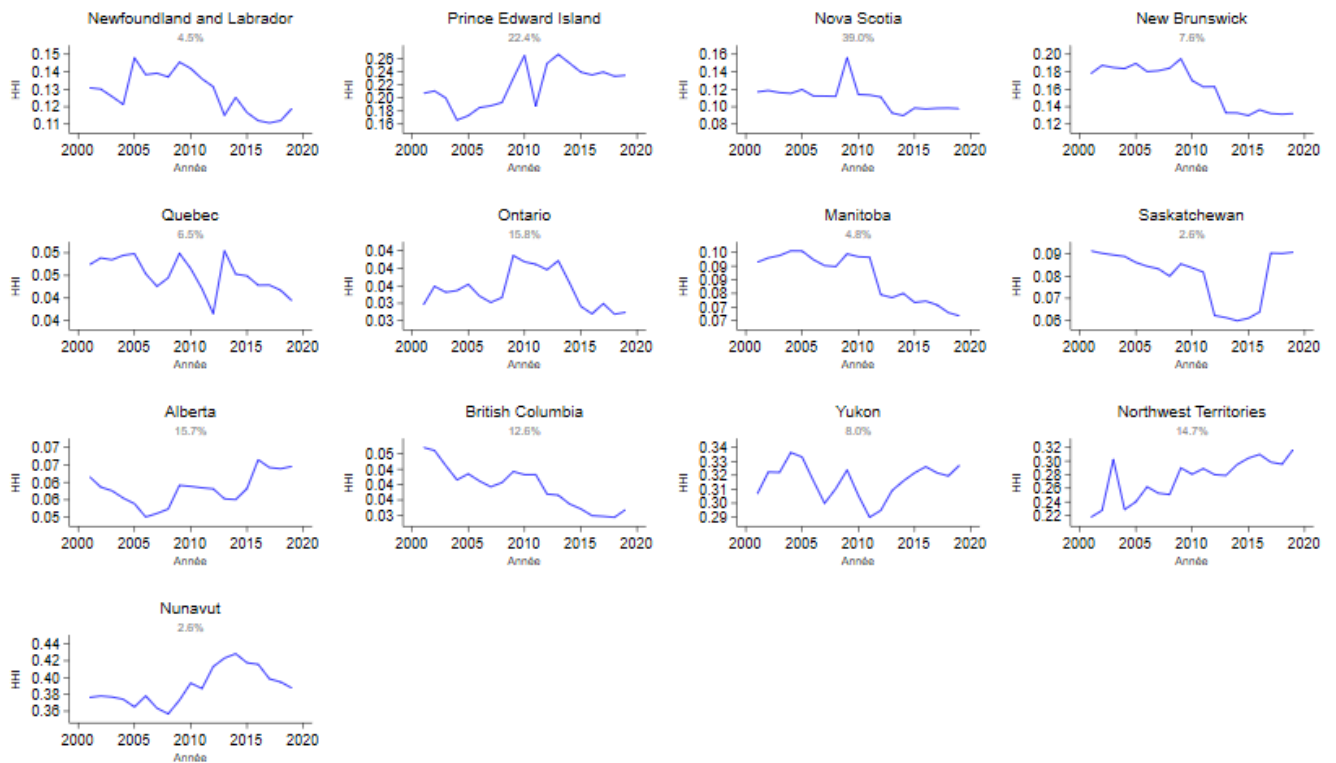 Newfoundland and Labrador
4.5%
0.15
0.14
0.13
0.12
0.11
HHI
2000 2005 2010 2015 2020
Année
Prince Edward Island
22.4%
0.26
0.24
0.22
0.20
0.18
0.16
HHI
2000 2005 2010 2015 2020
Année
Nova Scotia
39.0%
0.16
0.14
0.12
0.10
0.08
HHI
2000 2005 2010 2015 2020
Année
New Brunswick
7.6%
0.20
0.18
0.16
0.14
0.12
HHI
2000 2005 2010 2015 2020
Année
Quebec
6.5%
0.05
0.05
0.04
0.04
HHI
2000 2005 2010 2015 2020
Année
Ontario
15.8%
0.04
0.04
0.04
0.03
0.03
HHI
2000 2005 2010 2015 2020
Année
Manitoba
4.8%
0.10
0.09
0.09
0.08
0.08
0.07
HHI
2000 2005 2010 2015 2020
Année
Saskatchewan
2.6%
0.09
0.08
0.07
0.06
HHI
2000 2005 2010 2015 2020
Année
Alberta
15.7%
0.07
0.07
0.06
0.06
0.05
HHI
2000 2005 2010 2015 2020
Année
British Columbia
12.6%
0.05
0.04
0.04
0.04
0.03
HHI
2000 2005 2010 2015 2020
Année
Yukon
8.0%
0.34
0.33
0.32
0.31
0.30
0.29
HHI
2000 2005 2010 2015 2020
Année
Northwest Territories
14.7%
0.32
0.30
0.28
0.26
0.24
0.22
HHI
2000 2005 2010 2015 2020
Année
Nunavut
2.6%
0.44
0.42
0.40
0.38
0.36
HHI
2000 2005 2010 2015 2020
Année